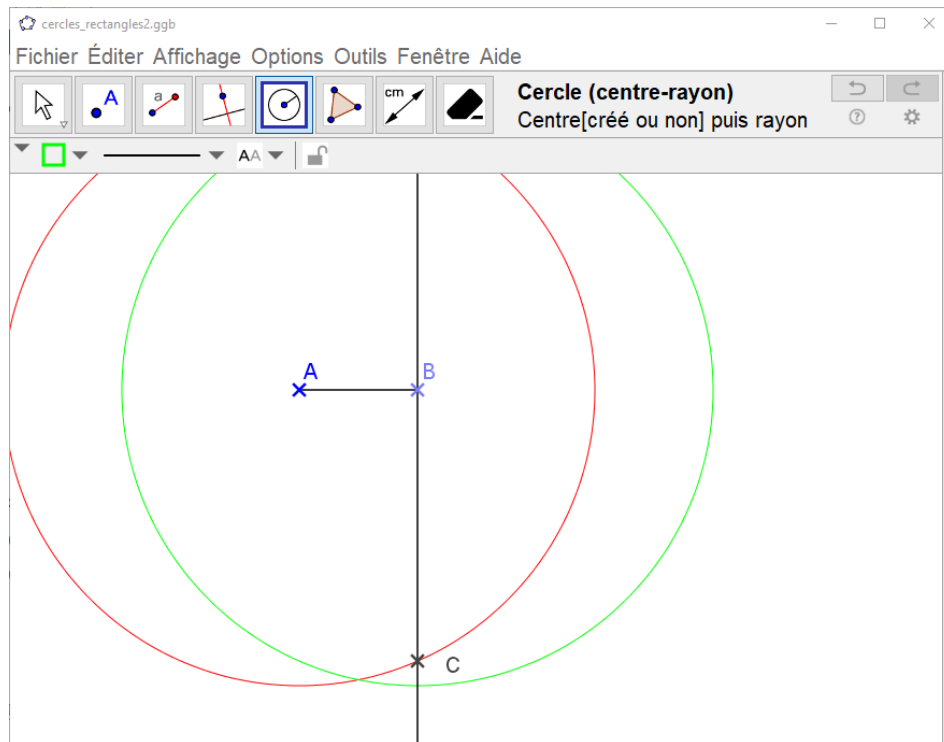 cercles_rectangles2.ggb
Fichier Éditer Affichage Options Outils Fenêtre Aide
A
a
cm
Cercle (centre-rayon)
Centre[créé ou non] puis rayon
?
AA
A
B
C